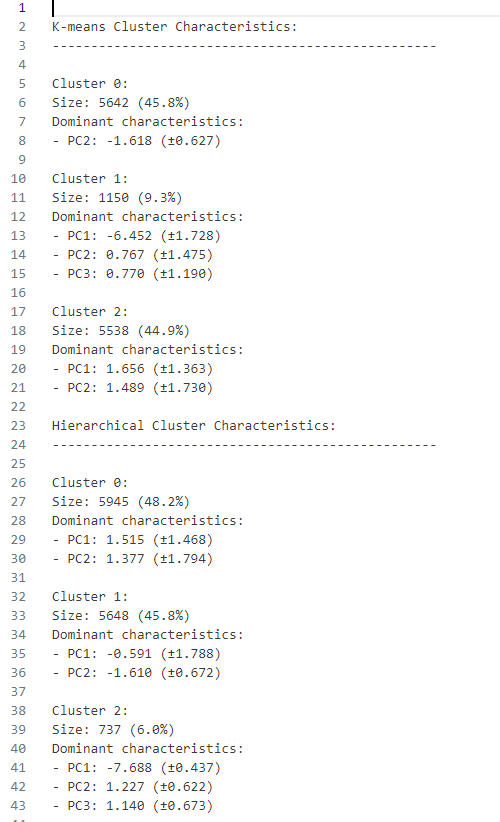 1
2 K-means Cluster Characteristics:
3 --------------------------------------------------
4
5 Cluster 0:
6 Size: 5642 (45.8%)
7 Dominant characteristics:
8 - PC2: -1.618 (±0.627)
9
10 Cluster 1:
11 Size: 1150 (9.3%)
12 Dominant characteristics:
13 - PC1: -6.452 (±1.728)
14 - PC2: 0.767 (±1.475)
15 - PC3: 0.770 (±1.190)
16
17 Cluster 2:
18 Size: 5538 (44.9%)
19 Dominant characteristics:
20 - PC1: 1.656 (±1.363)
21 - PC2: 1.489 (±1.730)
22
23 Hierarchical Cluster Characteristics:
24 --------------------------------------------------
25
26 Cluster 0:
27 Size: 5945 (48.2%)
28 Dominant characteristics:
29 - PC1: 1.515 (±1.468)
30 - PC2: 1.377 (±1.794)
31
32 Cluster 1:
33 Size: 5648 (45.8%)
34 Dominant characteristics:
35 - PC1: -0.591 (±1.788)
36 - PC2: -1.610 (±0.672)
37
38 Cluster 2:
39 Size: 737 (6.0%)
40 Dominant characteristics:
41 - PC1: -7.688 (±0.437)
42 - PC2: 1.227 (±0.622)
43 - PC3: 1.140 (±0.673)